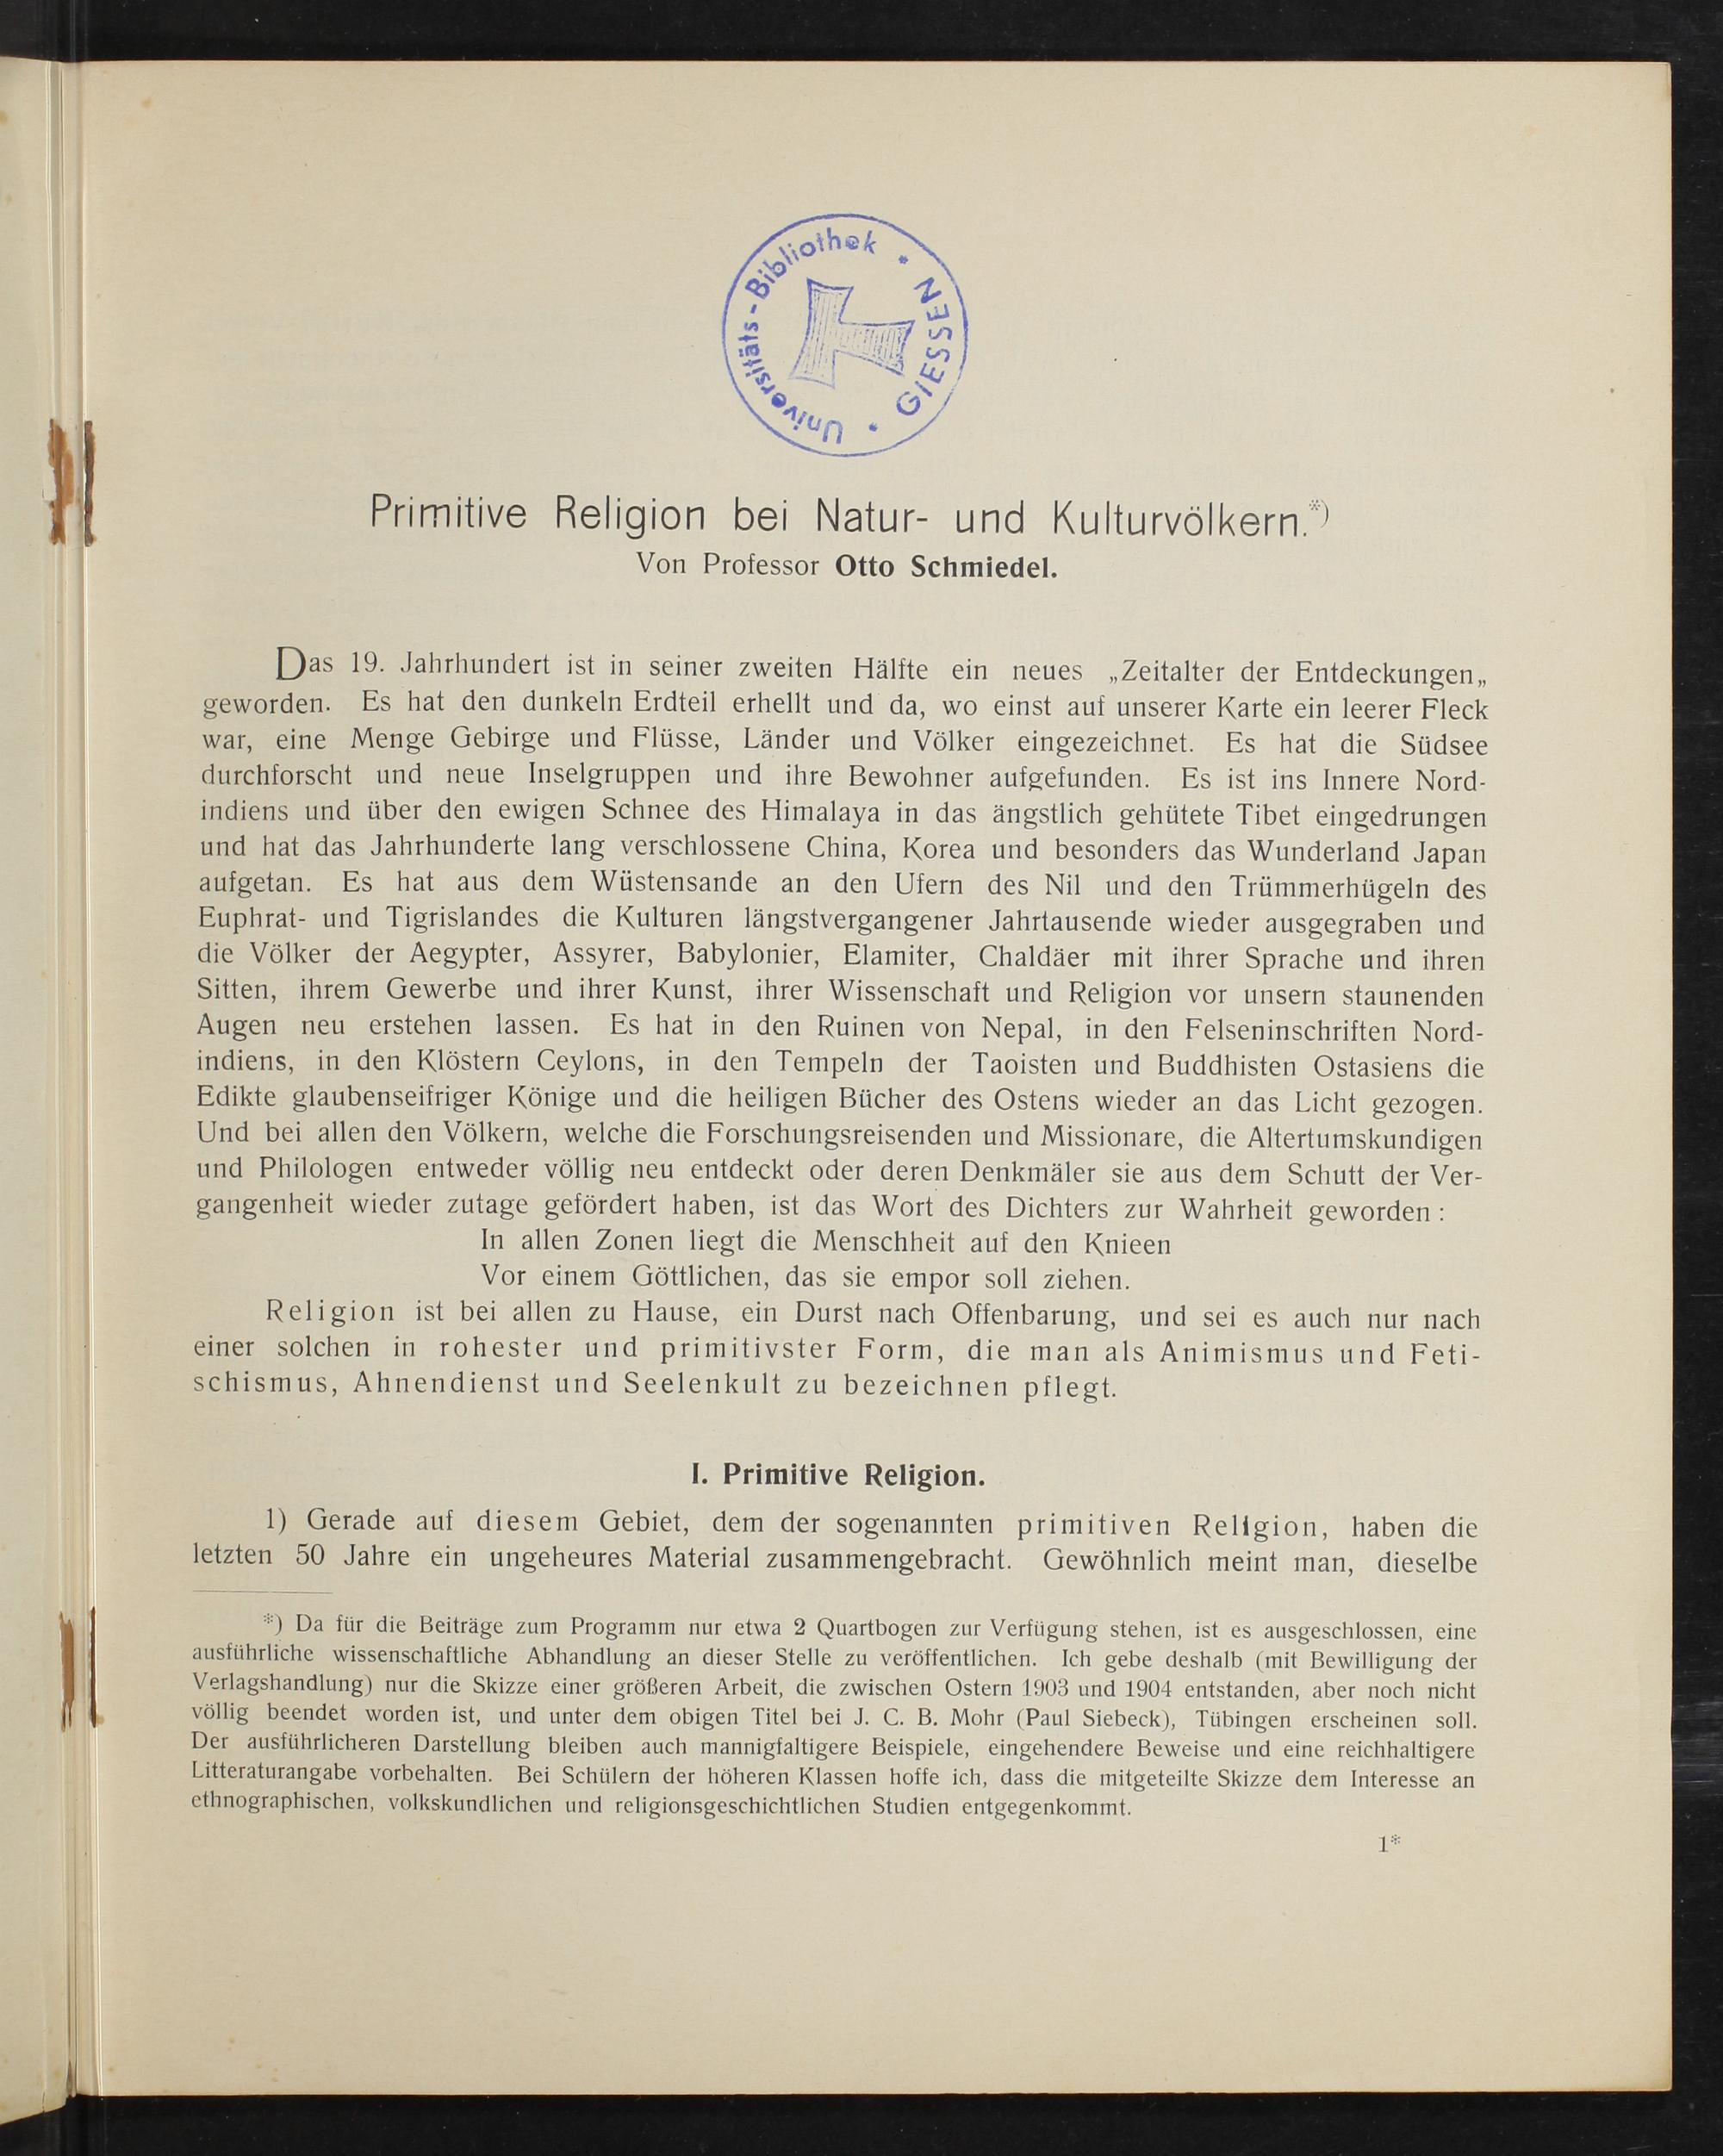 Universitäts-Bibliothek * GIESSEN *
Primitive Religion bei Natur- und Kulturvölkern.*)
Von Professor Otto Schmiedel.
Das 19. Jahrhundert ist in seiner zweiten Hälfte ein neues „Zeitalter der Entdeckungen„
geworden. Es hat den dunkeln Erdteil erhellt und da, wo einst auf unserer Karte ein leerer Fleck
war, eine Menge Gebirge und Flüsse, Länder und Völker eingezeichnet. Es hat die Südsee
durchforscht und neue Inselgruppen und ihre Bewohner aufgefunden. Es ist ins Innere Nord-
indiens und über den ewigen Schnee des Himalaya in das ängstlich gehütete Tibet eingedrungen
und hat das Jahrhunderte lang verschlossene China, Korea und besonders das Wunderland Japan
aufgetan. Es hat aus dem Wüstensande an den Ufern des Nil und den Trümmerhügeln des
Euphrat- und Tigrislandes die Kulturen längstvergangener Jahrtausende wieder ausgegraben und
die Völker der Aegypter, Assyrer, Babylonier, Elamiter, Chaldäer mit ihrer Sprache und ihren
Sitten, ihrem Gewerbe und ihrer Kunst, ihrer Wissenschaft und Religion vor unsern staunenden
Augen neu erstehen lassen. Es hat in den Ruinen von Nepal, in den Felseninschriften Nord-
indiens, in den Klöstern Ceylons, in den Tempeln der Taoisten und Buddhisten Ostasiens die
Edikte glaubenseifriger Könige und die heiligen Bücher des Ostens wieder an das Licht gezogen.
Und bei allen den Völkern, welche die Forschungsreisenden und Missionare, die Altertumskundigen
und Philologen entweder völlig neu entdeckt oder deren Denkmäler sie aus dem Schutt der Ver-
gangenheit wieder zutage gefördert haben, ist das Wort des Dichters zur Wahrheit geworden:
In allen Zonen liegt die Menschheit auf den Knieen
Vor einem Göttlichen, das sie empor soll ziehen.
Religion ist bei allen zu Hause, ein Durst nach Offenbarung, und sei es auch nur nach
einer solchen in rohester und primitivster Form, die man als Animismus und Feti-
schismus, Ahnendienst und Seelenkult zu bezeichnen pflegt.
I. Primitive Religion.
1) Gerade auf diesem Gebiet, dem der sogenannten primitiven Religion, haben die
letzten 50 Jahre ein ungeheures Material zusammengebracht. Gewöhnlich meint man, dieselbe
*) Da für die Beiträge zum Programm nur etwa 2 Quartbogen zur Verfügung stehen, ist es ausgeschlossen, eine
ausführliche wissenschaftliche Abhandlung an dieser Stelle zu veröffentlichen. Ich gebe deshalb (mit Bewilligung der
Verlagshandlung) nur die Skizze einer größeren Arbeit, die zwischen Ostern 1903 und 1904 entstanden, aber noch nicht
völlig beendet worden ist, und unter dem obigen Titel bei J. C. B. Mohr (Paul Siebeck), Tübingen erscheinen soll.
Der ausführlicheren Darstellung bleiben auch mannigfaltigere Beispiele, eingehendere Beweise und eine reichhaltigere
Litteraturangabe vorbehalten. Bei Schülern der höheren Klassen hoffe ich, dass die mitgeteilte Skizze dem Interesse an
ethnographischen, volkskundlichen und religionsgeschichtlichen Studien entgegenkommt.
1*